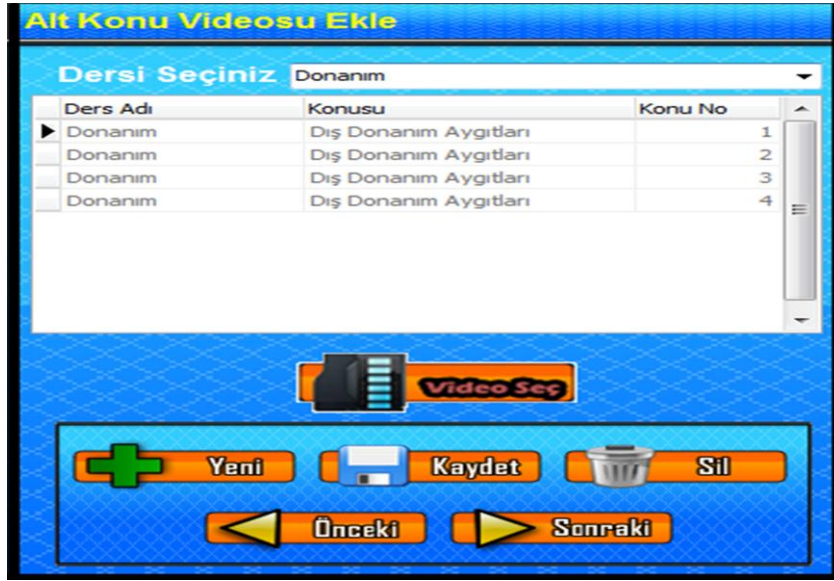 Alt Konu Videosu Ekle
Dersi Seçiniz Donanım
Ders Adı Konusu Konu No
Donanım Dış Donanım Aygıtları 1
Donanım Dış Donanım Aygıtları 2
Donanım Dış Donanım Aygıtları 3
Donanım Dış Donanım Aygıtları 4
Video Seç
Yeni Kaydet Sil
Önceki Sonraki